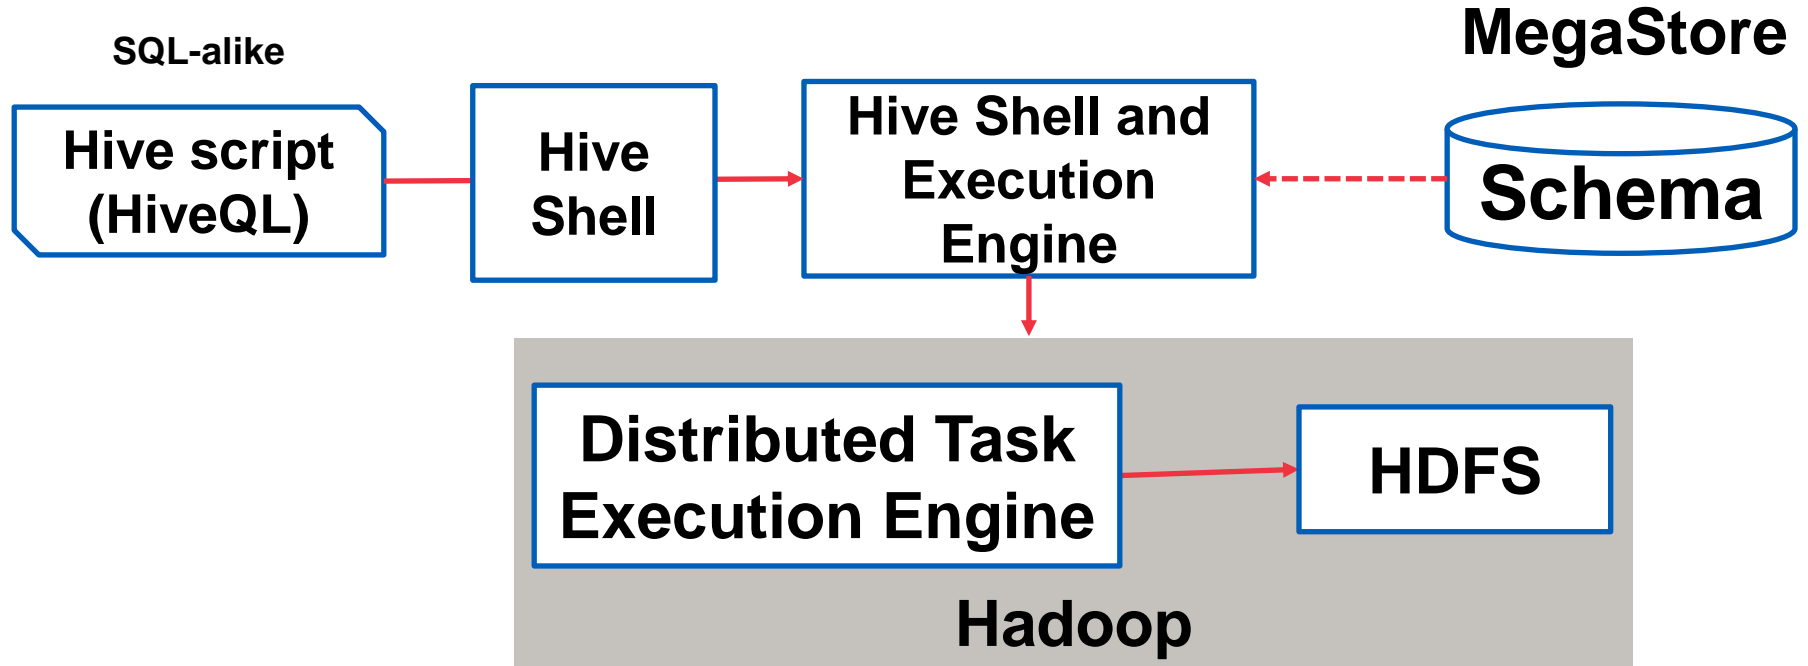 SQL-alike
Hive script
(HiveQL)
Hive
Shell
Hive Shell and
Execution
Engine
MegaStore
Schema
Distributed Task
Execution Engine
HDFS
Hadoop